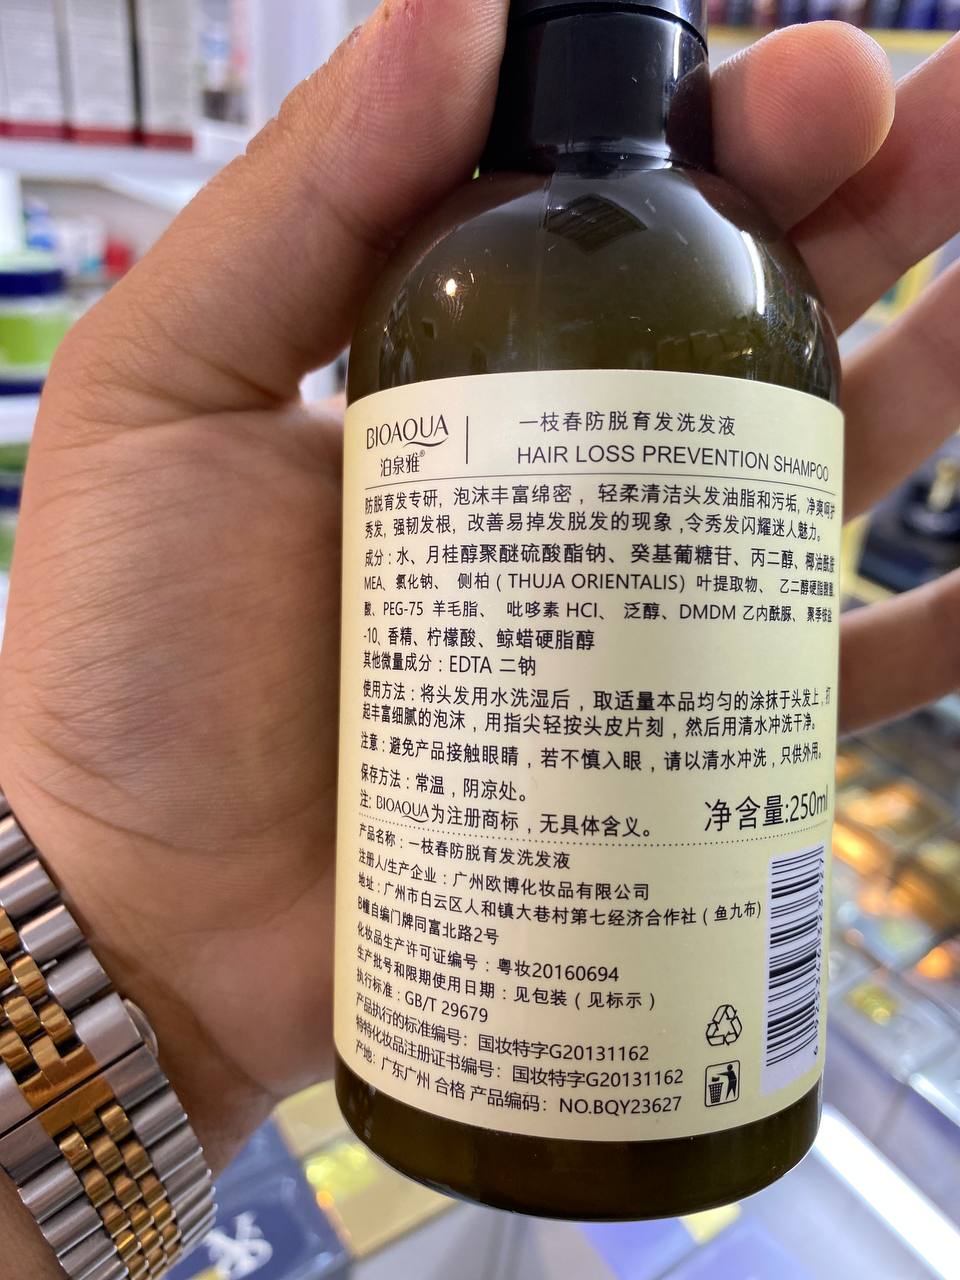 BIOAQUA
泊泉雅®
一枝春防脱育发洗发液
HAIR LOSS PREVENTION SHAMPOO
防脱育发专研, 泡沫丰富绵密, 轻柔清洁头发油脂和污垢, 净爽呵护
秀发, 强韧发根, 改善易掉发脱发的现象,令秀发闪耀迷人魅力。
成分:水、月桂醇聚醚硫酸酯钠、癸基葡糖苷、丙二醇、椰油酰胺
MEA、氯化钠、 侧柏 ( THUJA ORIENTALIS) 叶提取物、 乙二醇硬脂酸
酸、PEG-75 羊毛脂、 吡哆素 HCI、 泛醇、DMDM 乙内酰脲、 聚季铵盐
-10、香精、柠檬酸、鲸蜡硬脂醇
其他微量成分:EDTA 二钠
使用方法:将头发用水洗湿后,取适量本品均匀的涂抹于头发上,打
起丰富细腻的泡沫,用指尖轻按头皮片刻,然后用清水冲洗干净。
注意:避免产品接触眼睛,若不慎入眼,请以清水冲洗,只供外用。
保存方法:常温,阴凉处。
注: BIOAQUA为注册商标,无具体含义。
净含量:250ml
产品名称:一枝春防脱育发洗发液
注册人/生产企业:广州欧博化妆品有限公司
地址:广州市白云区人和镇大巷村第七经济合作社(鱼九布)
B幢自编门牌同富北路2号
化妆品生产许可证编号:粤妆20160694
生产批号和限期使用日期:见包装(见标示)
执行标准:GB/T 29679
产品执行的标准编号:国妆特字G20131162
特特化妆品注册证书编号:国妆特字G20131162
产地:广东广州 合格 产品编码:NO.BQY23627